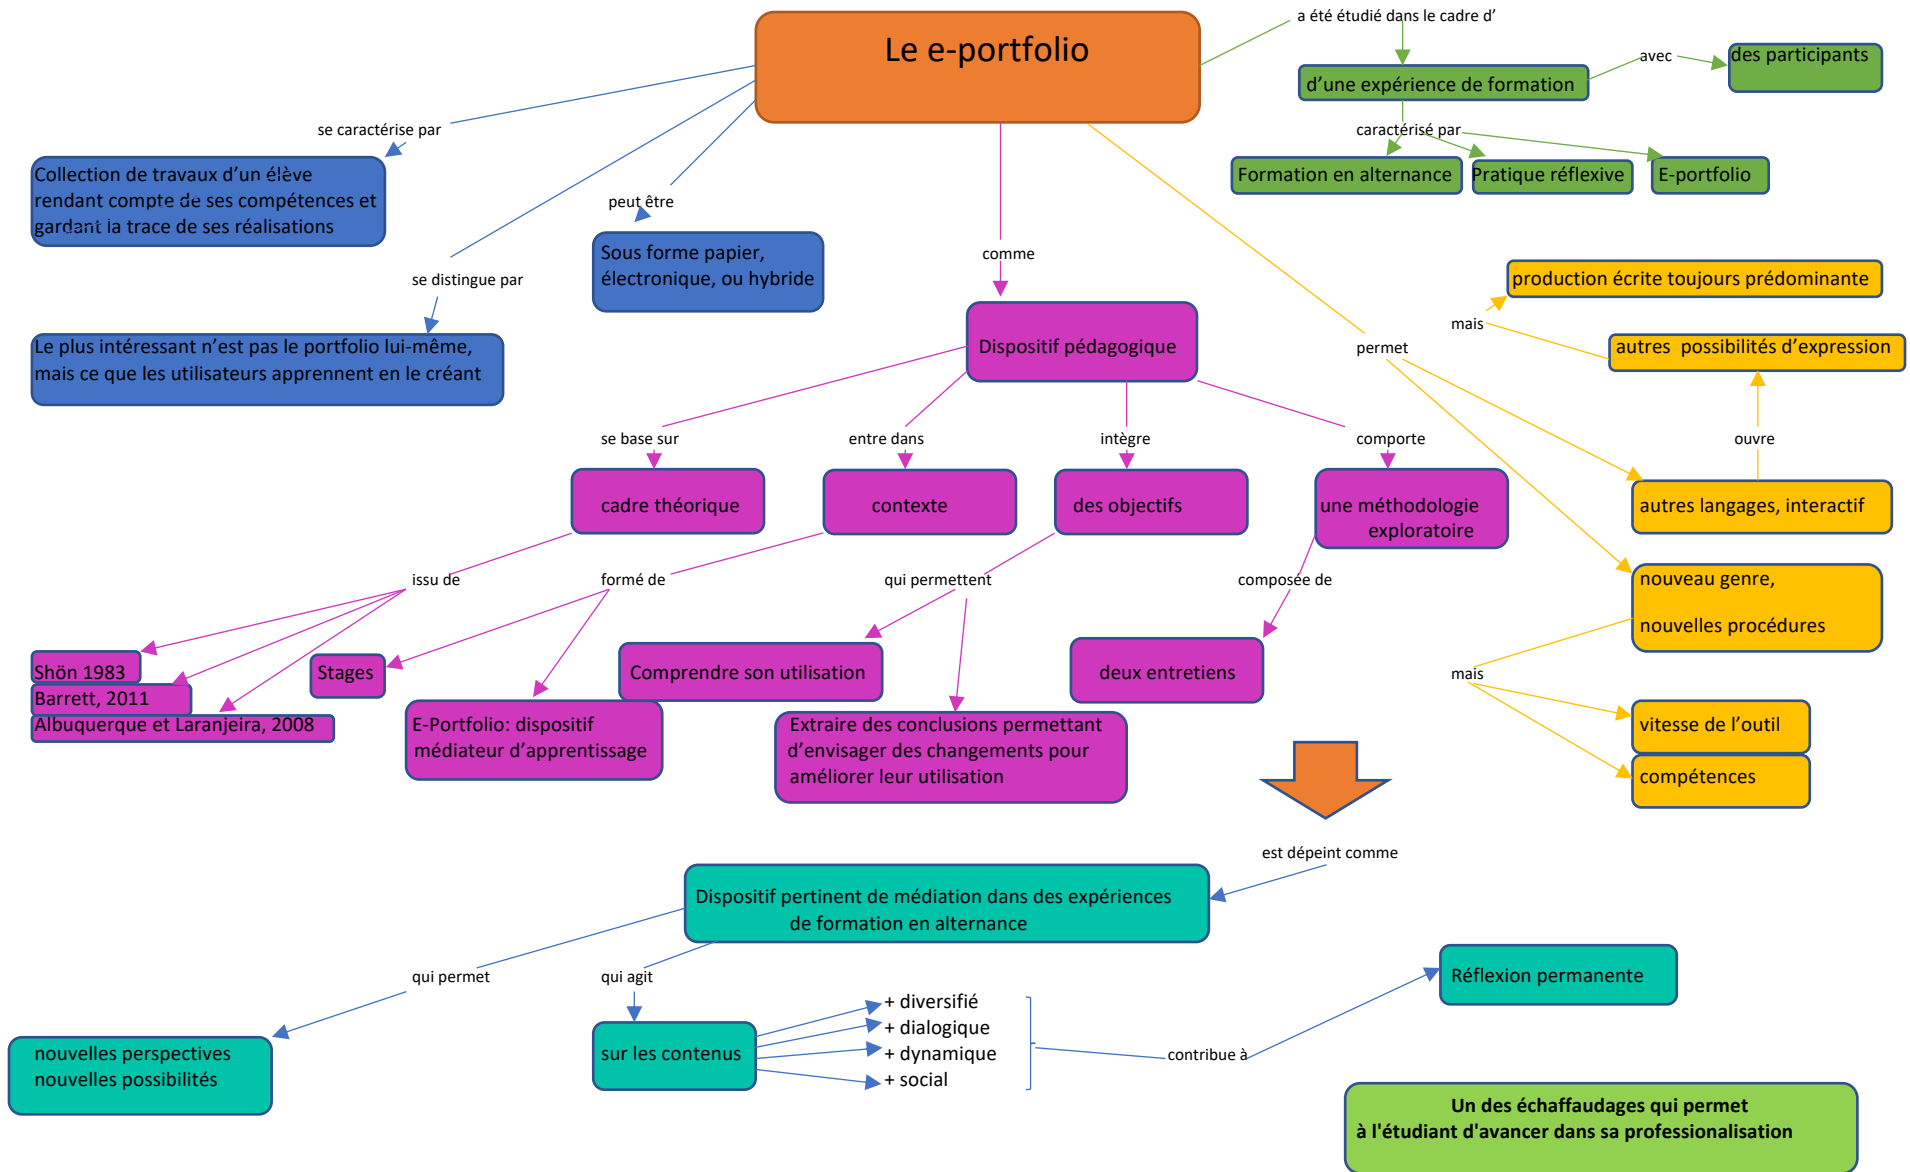 Le e-portfolio
a été étudié dans le cadre d'
d'une expérience de formation
avec
des participants
caractérisé par
Formation en alternance
Pratique réflexive
E-portfolio
se caractérise par
Collection de travaux d'un élève
rendant compte de ses compétences et
gardant la trace de ses réalisations
peut être
Sous forme papier,
électronique, ou hybride
se distingue par
Le plus intéressant n'est pas le portfolio lui-même,
mais ce que les utilisateurs apprennent en le créant
comme
Dispositif pédagogique
permet
production écrite toujours prédominante
mais
autres possibilités d'expression
ouvre
autres langages, interactif
nouveau genre,
nouvelles procédures
mais
vitesse de l'outil
compétences
se base sur
entre dans
intègre
comporte
cadre théorique
contexte
des objectifs
une méthodologie
exploratoire
issu de
formé de
qui permettent
composée de
Shön 1983
Barrett, 2011
Albuquerque et Laranjeira, 2008
Stages
E-Portfolio: dispositif
médiateur d'apprentissage
Comprendre son utilisation
Extraire des conclusions permettant
d'envisager des changements pour
améliorer leur utilisation
deux entretiens
est dépeint comme
Dispositif pertinent de médiation dans des expériences
de formation en alternance
qui permet
qui agit
nouvelles perspectives
nouvelles possibilités
sur les contenus
+ diversifié
+ dialogique
+ dynamique
+ social
contribue à
Réflexion permanente
Un des échaffaudages qui permet
à l'étudiant d'avancer dans sa professionalisation